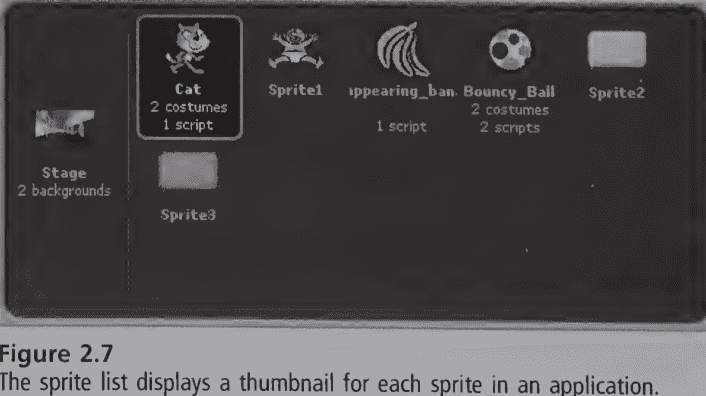 Cat
2 costumes
1 script
Sprite1
ppearing_ban.
1 script
Bouncy_Ball
2 costumes
2 scripts
Sprite2
Stage
2 backgrounds
Sprite3
Figure 2.7
The sprite list displays a thumbnail for each sprite in an application.